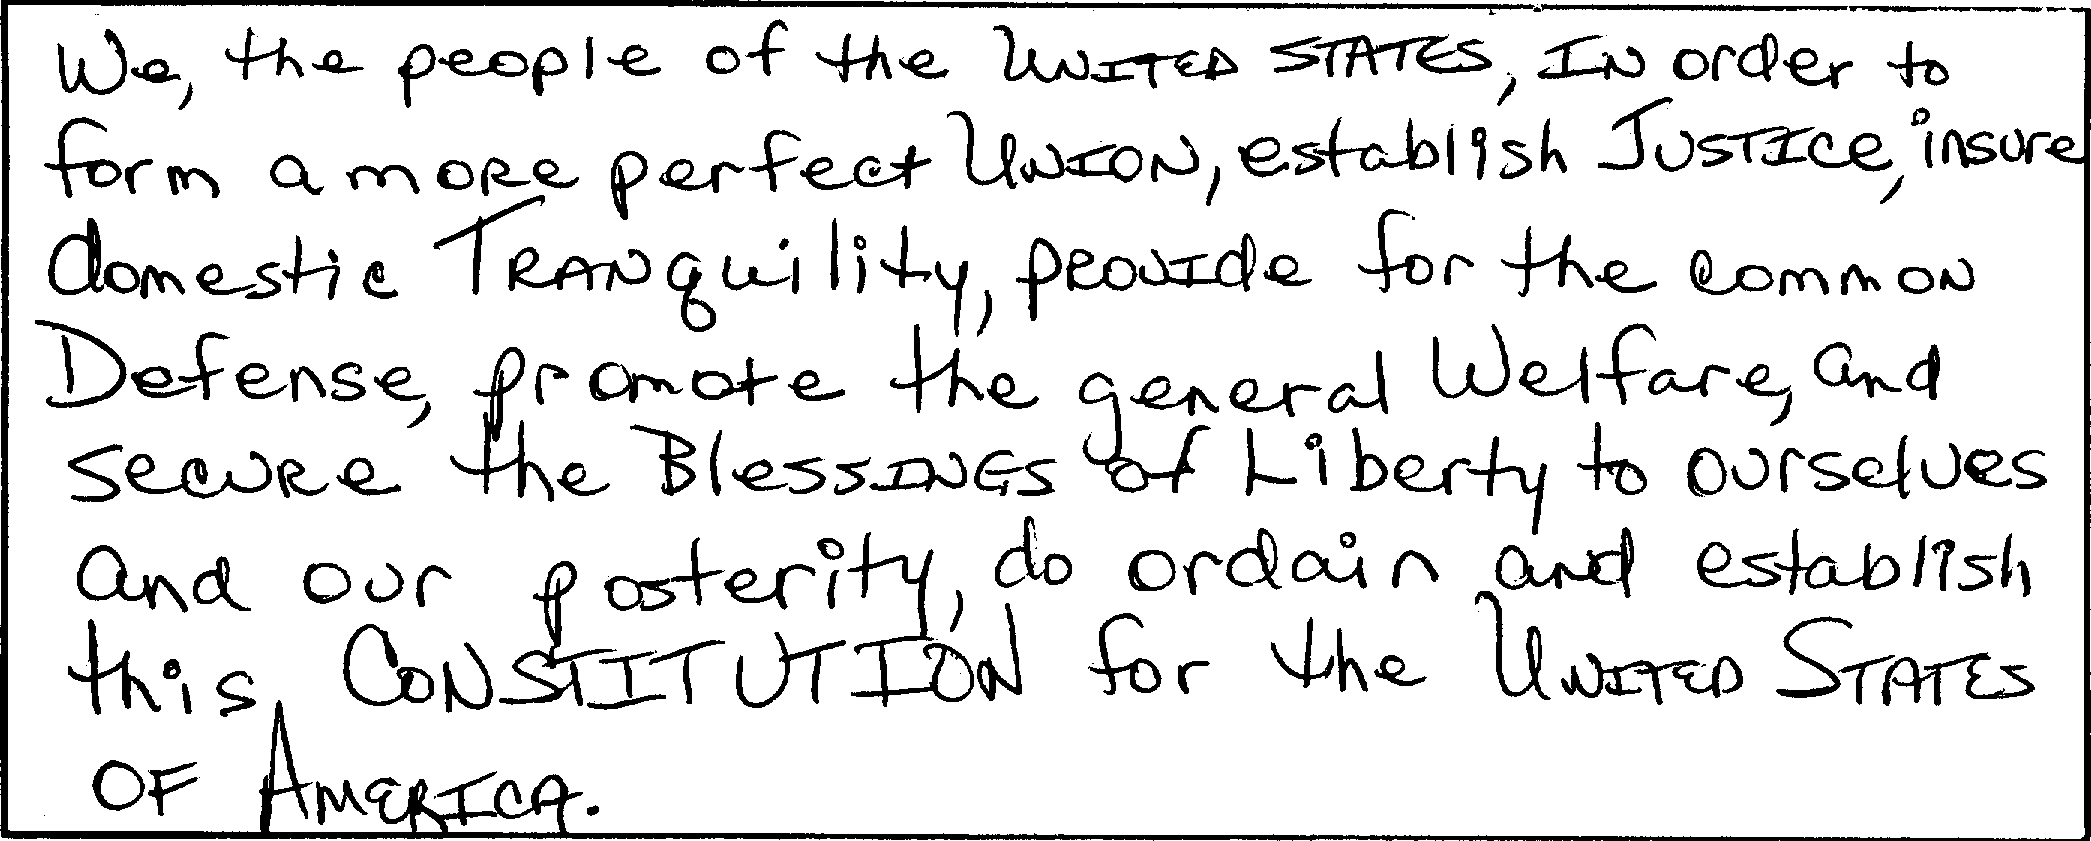 We, the people of the UNITED STATES, IN order to
form a more perfect UNION, establish JUSTICE, insure
domestic TRANquility, PROVIde for the common
Defense, promote the general Welfare, and
secure the BlessINGS of Liberty to ourselves
and our posterity, do ordain and establish
this CONSTITUTION for the UNITED STATES
OF AMERICA.